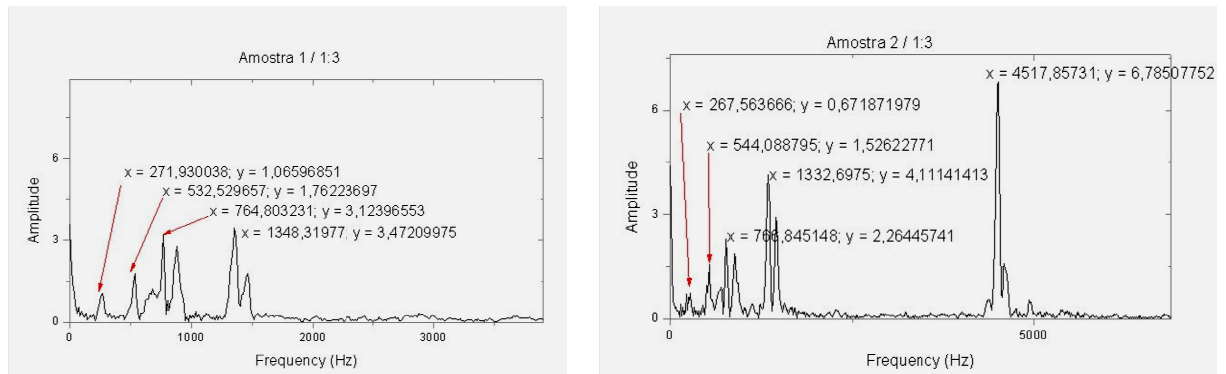 Amostra 1 / 1:3
6
x = 271,930038; y = 1,06596851
x = 532,529657; y = 1,76223697
x = 764,803231; y = 3,12396553
x = 1348,31977; y = 3,47209975
3
0
Amplitude
0
1000
2000
3000
Frequency (Hz)
Amostra 2 / 1:3
x = 4517,85731; y = 6,78507752
x = 267,563666; y = 0,671871979
6
x = 544,088795; y = 1,52622771
x = 1332,6975; y = 4,11141413
3
x = 766,845148; y = 2,26445741
0
Amplitude
0
5000
Frequency (Hz)